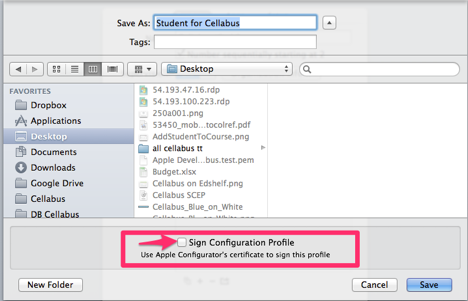 Save As: Student for Cellabus
Tags:
Desktop
FAVORITES
Dropbox
Applications
Desktop
Documents
Downloads
Google Drive
Cellabus
DB Cellabus
54.193.47.16.rdp
54.193.100.223.rdp
250a001.png
53450_mob...tocolref.pdf
AddStudentToCourse.png
all cellabus tt
Apple Devel...bus.test.pem
Budget.xlsx
Cellabus on Edshelf.png
Cellabus SCEP
Cellabus_Blue_on_White
Sign Configuration Profile
Use Apple Configurator's certificate to sign this profile
New Folder
Cancel
Save